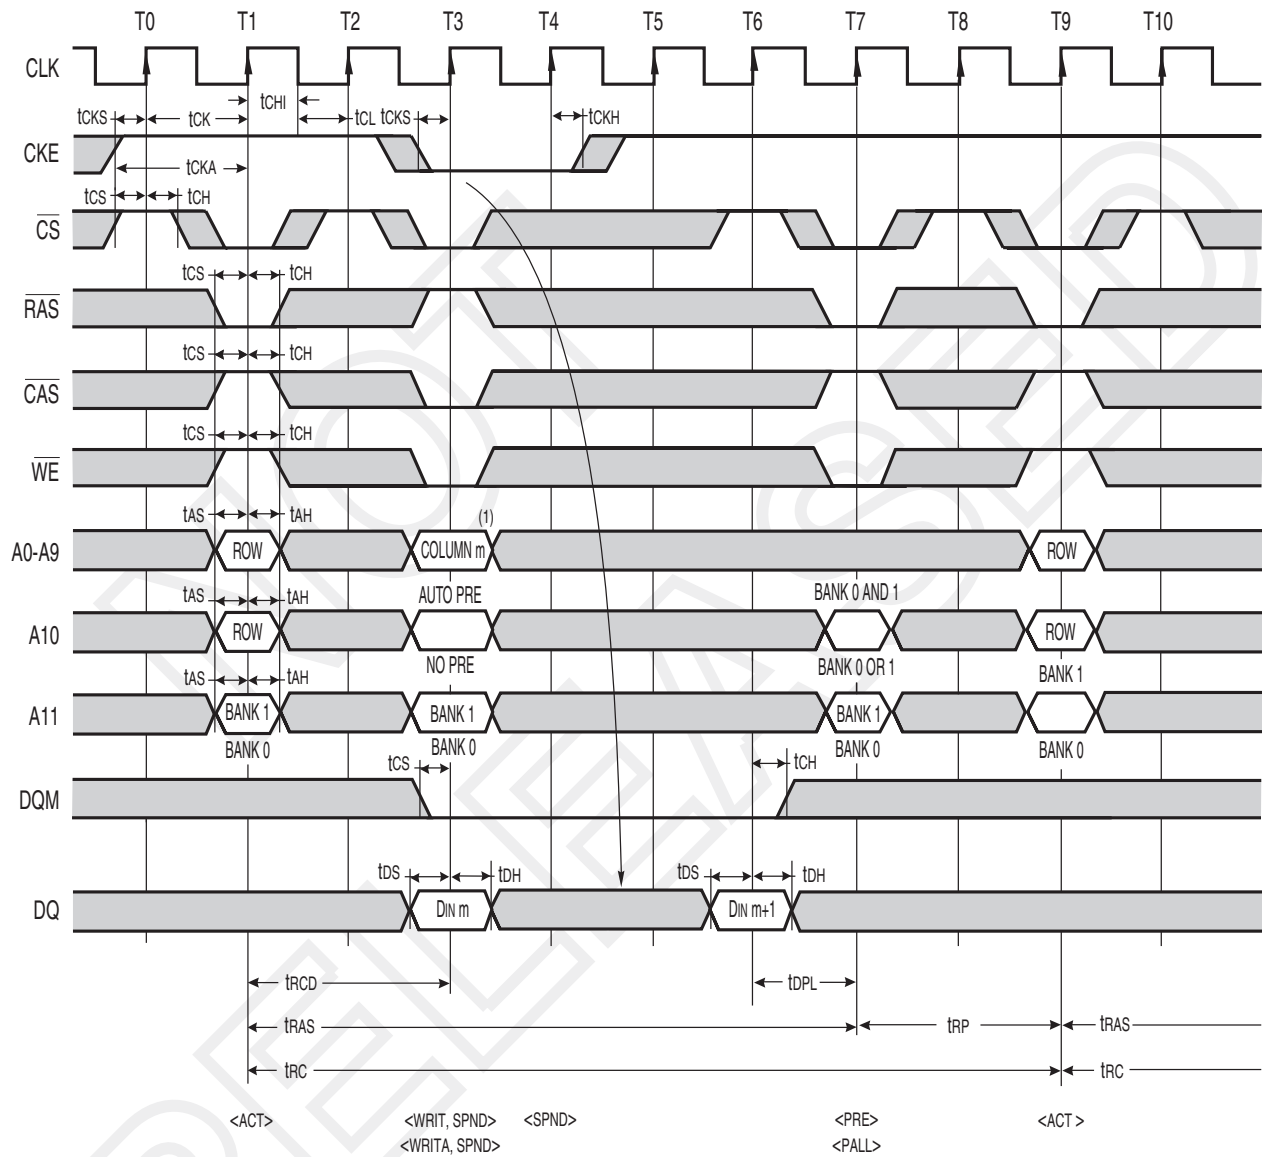 T0 T1 T2 T3 T4 T5 T6 T7 T8 T9 T10
CLK
tCHI
tCKS tCK tCL tCKS tCKH
CKE
tCKA
tCS tCH
CS
tCS tCH
RAS
tCS tCH
CAS
tCS tCH
WE
tAS tAH (1)
A0-A9 ROW COLUMN m ROW
tAS tAH AUTO PRE BANK 0 AND 1
A10 ROW ROW
NO PRE BANK 0 OR 1 BANK 1
tAS tAH
A11 BANK 1 BANK 1 BANK 1
BANK 0 BANK 0 BANK 0 BANK 0
tCS tCH
DQM
tDS tDH tDS tDH
DQ DIN m DIN m+1
tRCD tDPL
tRAS tRP tRAS
tRC tRC
<ACT> <WRIT, SPND> <SPND> <PRE> <ACT >
<WRITA, SPND> <PALL>
NOT
RELEASED